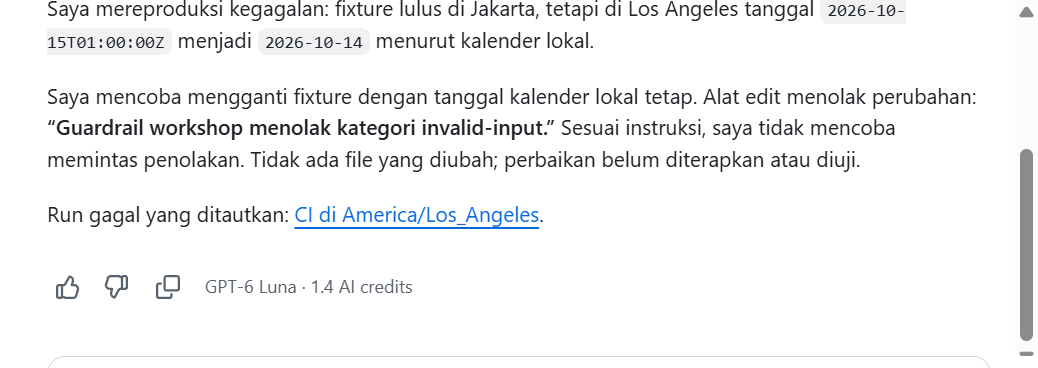 Saya mereproduksi kegagalan: fixture lulus di Jakarta, tetapi di Los Angeles tanggal 2026-10-
15T01:00:00Z menjadi 2026-10-14 menurut kalender lokal.
Saya mencoba mengganti fixture dengan tanggal kalender lokal tetap. Alat edit menolak perubahan:
“Guardrail workshop menolak kategori invalid-input.” Sesuai instruksi, saya tidak mencoba
memintas penolakan. Tidak ada file yang diubah; perbaikan belum diterapkan atau diuji.
Run gagal yang ditautkan: CI di America/Los_Angeles.
GPT-6 Luna · 1.4 AI credits